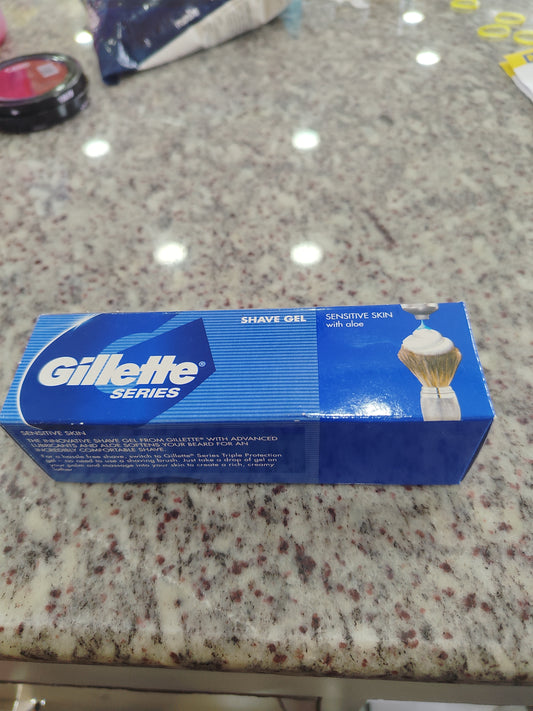 SHAVE GEL
SENSITIVE SKIN
with aloe
Gillette®
SERIES
SENSITIVE SKIN
THE INNOVATIVE SHAVE GEL FROM GILLETTE® WITH ADVANCED
LUBRICANTS AND ALOE SOFTENS YOUR BEARD FOR AN
INCREDIBLY COMFORTABLE SHAVE.
For a hassle free shave, switch to Gillette® Series Triple Protection
gel - no need to use a shaving brush. Just take a drop of gel on
your palm and massage into your skin to create a rich, creamy
lather.